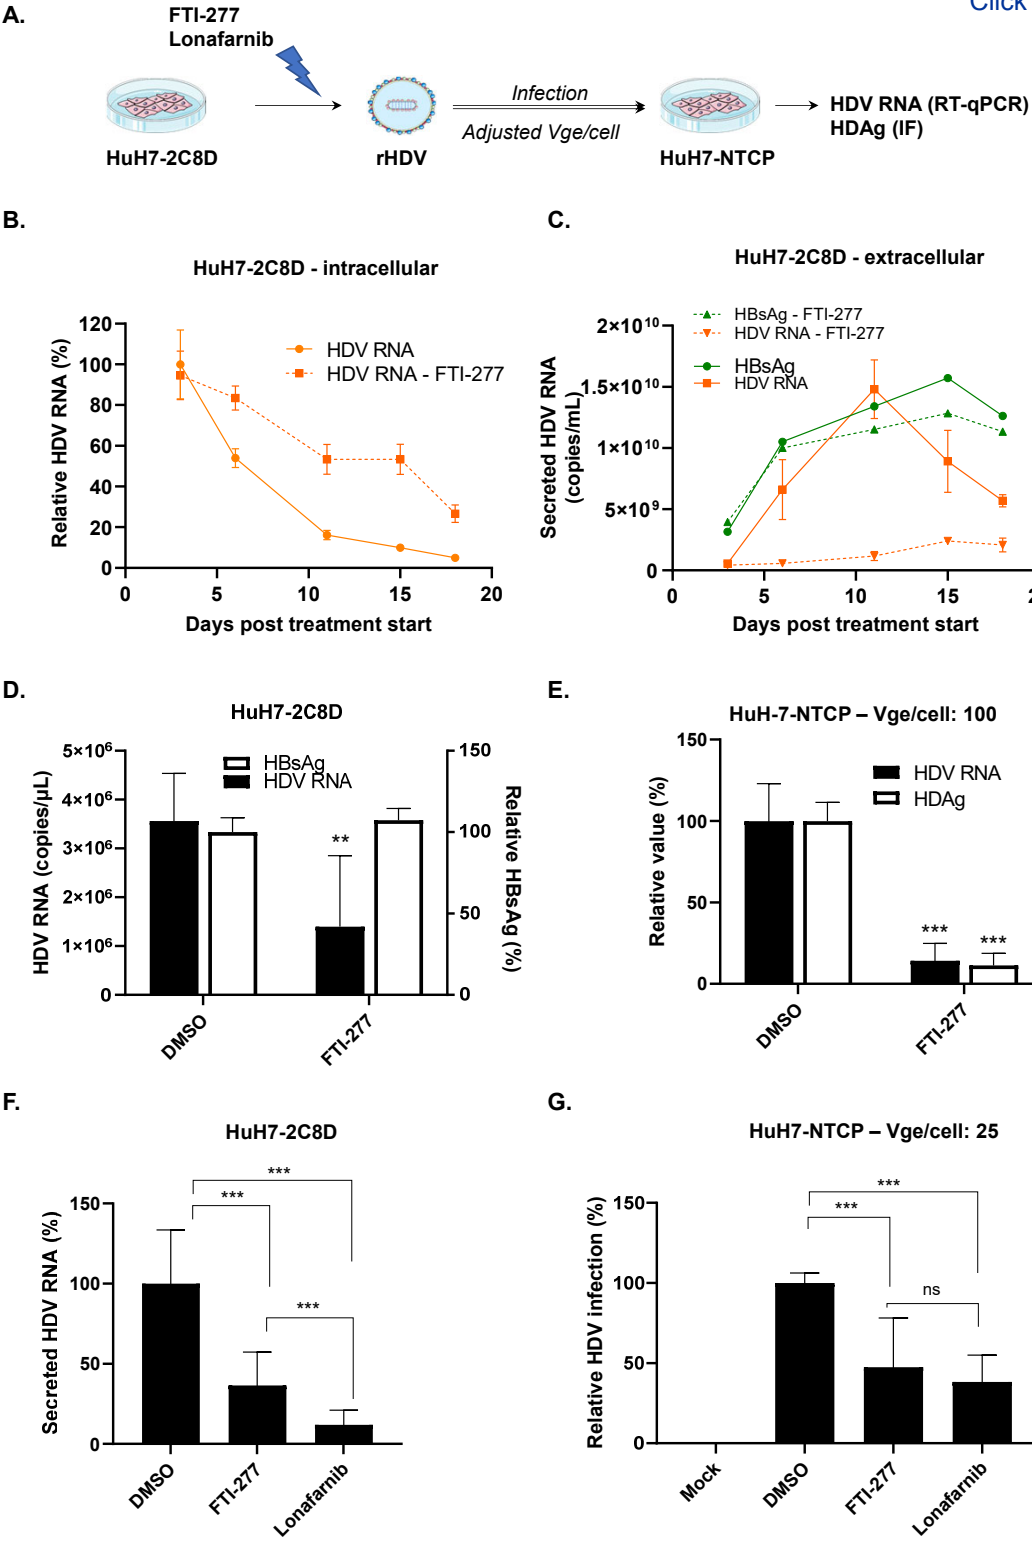 Click
A.
FTI-277
Lonafarnib
Infection
Adjusted Vge/cell
HDV RNA (RT-qPCR)
HDAg (IF)
HuH7-2C8D
rHDV
HuH7-NTCP
B.
HuH7-2C8D - intracellular
Relative HDV RNA (%)
120
100
80
60
40
20
0
HDV RNA
HDV RNA - FTI-277
0 5 10 15 20
Days post treatment start
C.
HuH7-2C8D - extracellular
Secreted HDV RNA
(copies/mL)
2×10¹⁰
1.5×10¹⁰
1×10¹⁰
5×10⁹
0
HBsAg - FTI-277
HDV RNA - FTI-277
HBsAg
HDV RNA
0 5 10 15 2
Days post treatment start
D.
HuH7-2C8D
HDV RNA (copies/µL)
5×10⁶
4×10⁶
3×10⁶
2×10⁶
1×10⁶
0
HBsAg
HDV RNA
**
150
100
50
0
Relative HBsAg (%)
DMSO
FTI-277
E.
HuH-7-NTCP – Vge/cell: 100
Relative value (%)
150
100
50
0
HDV RNA
HDAg
*** ***
DMSO
FTI-277
F.
HuH7-2C8D
Secreted HDV RNA (%)
150
100
50
0
***
***
***
DMSO
FTI-277
Lonafarnib
G.
HuH7-NTCP – Vge/cell: 25
Relative HDV infection (%)
150
100
50
0
***
***
ns
Mock
DMSO
FTI-277
Lonafarnib